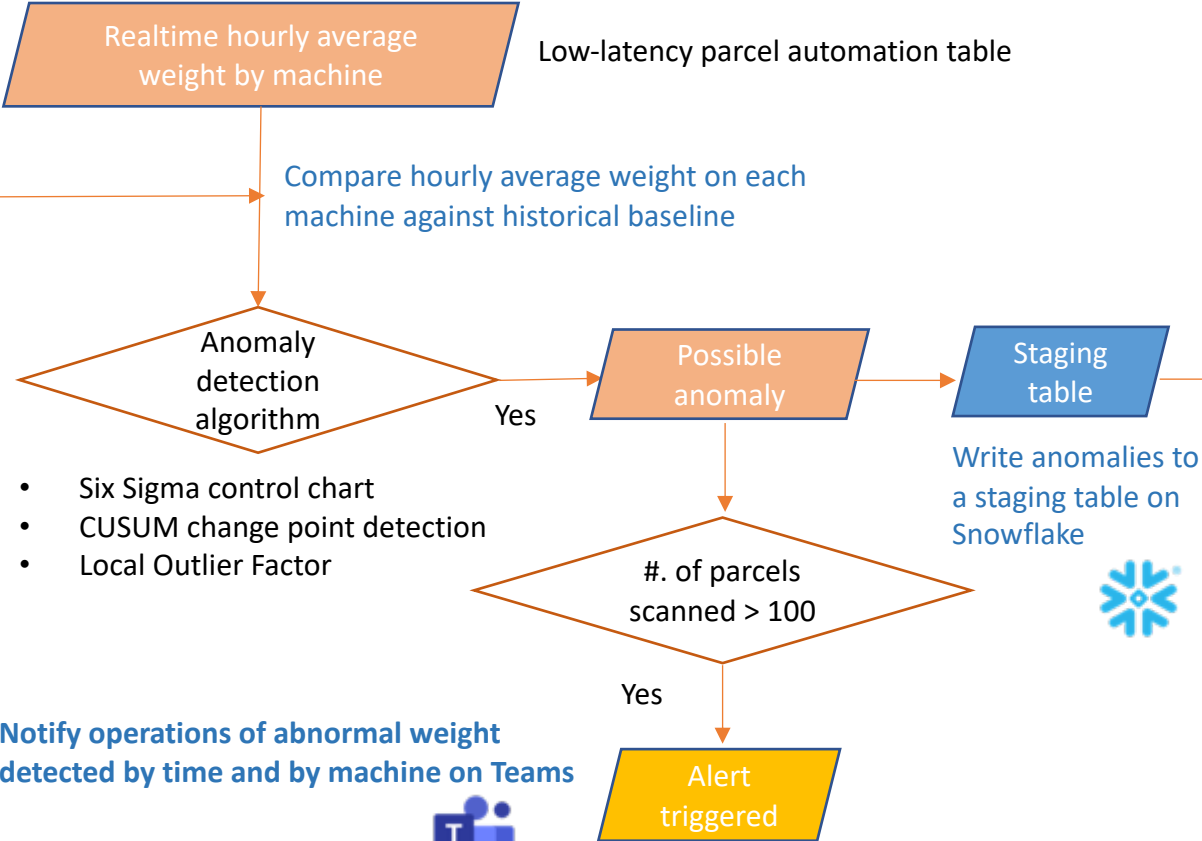 Realtime hourly average
weight by machine
Low-latency parcel automation table
Compare hourly average weight on each
machine against historical baseline
Anomaly
detection
algorithm
Yes
Possible
anomaly
Staging
table
Write anomalies to
a staging table on
Snowflake
• Six Sigma control chart
• CUSUM change point detection
• Local Outlier Factor
#. of parcels
scanned > 100
Yes
Notify operations of abnormal weight
detected by time and by machine on Teams
T
Alert
triggered